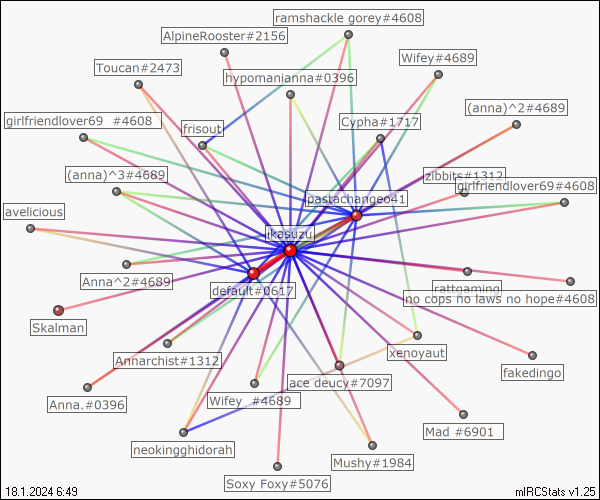 ramshackle gorey#4608
AlpineRooster#2156
Wifey#4689
Toucan#2473
hypomanianna#0396
(anna)^2#4689
girlfriendlover69 #4608
Cypha#1717
frisout
(anna)^3#4689
zibbits#1312
girlfriendlover69#4608
pastachangeo41
avelicious
ikasuzu
Anna^2#4689
rattgaming
default#0617
no cops no laws no hope#4608
Skalman
xenoyaut
Annarchist#1312
fakedingo
ace deucy#7097
Anna.#0396
Wifey #4689
Mad #6901
neokingghidorah
Mushy#1984
Soxy Foxy#5076
18.1.2024 6:49
mIRCStats v1.25